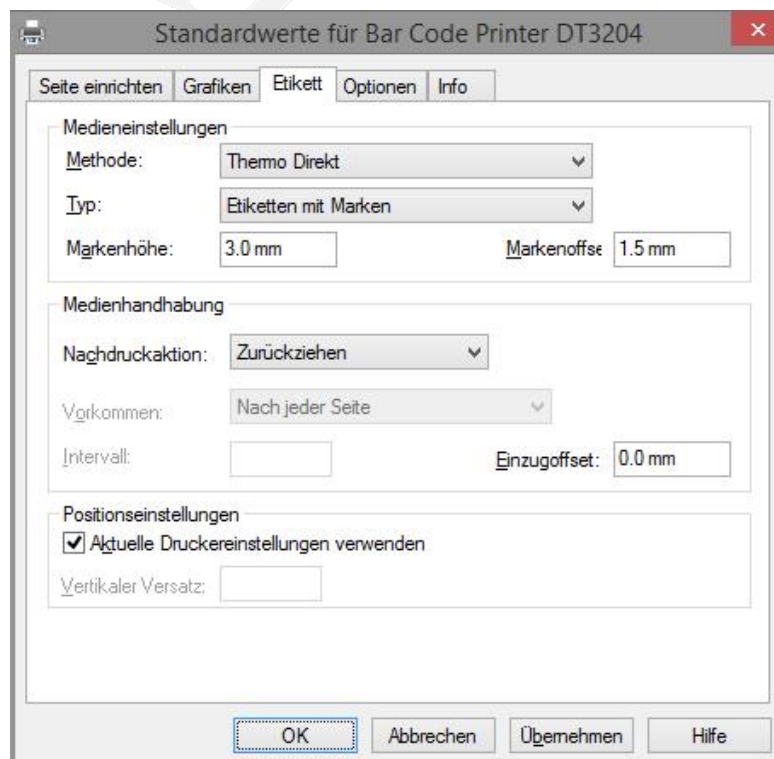 Standardwerte für Bar Code Printer DT3204
Seite einrichten Grafiken Etikett Optionen Info
Medieneinstellungen
Methode: Thermo Direkt
Typ: Etiketten mit Marken
Markenhöhe: 3.0 mm Markenoffse 1.5 mm
Medienhandhabung
Nachdruckaktion: Zurückziehen
Vorkommen: Nach jeder Seite
Intervall: Einzugoffset: 0.0 mm
Positionseinstellungen
Aktuelle Druckereinstellungen verwenden
Vertikaler Versatz:
OK Abbrechen Übernehmen Hilfe